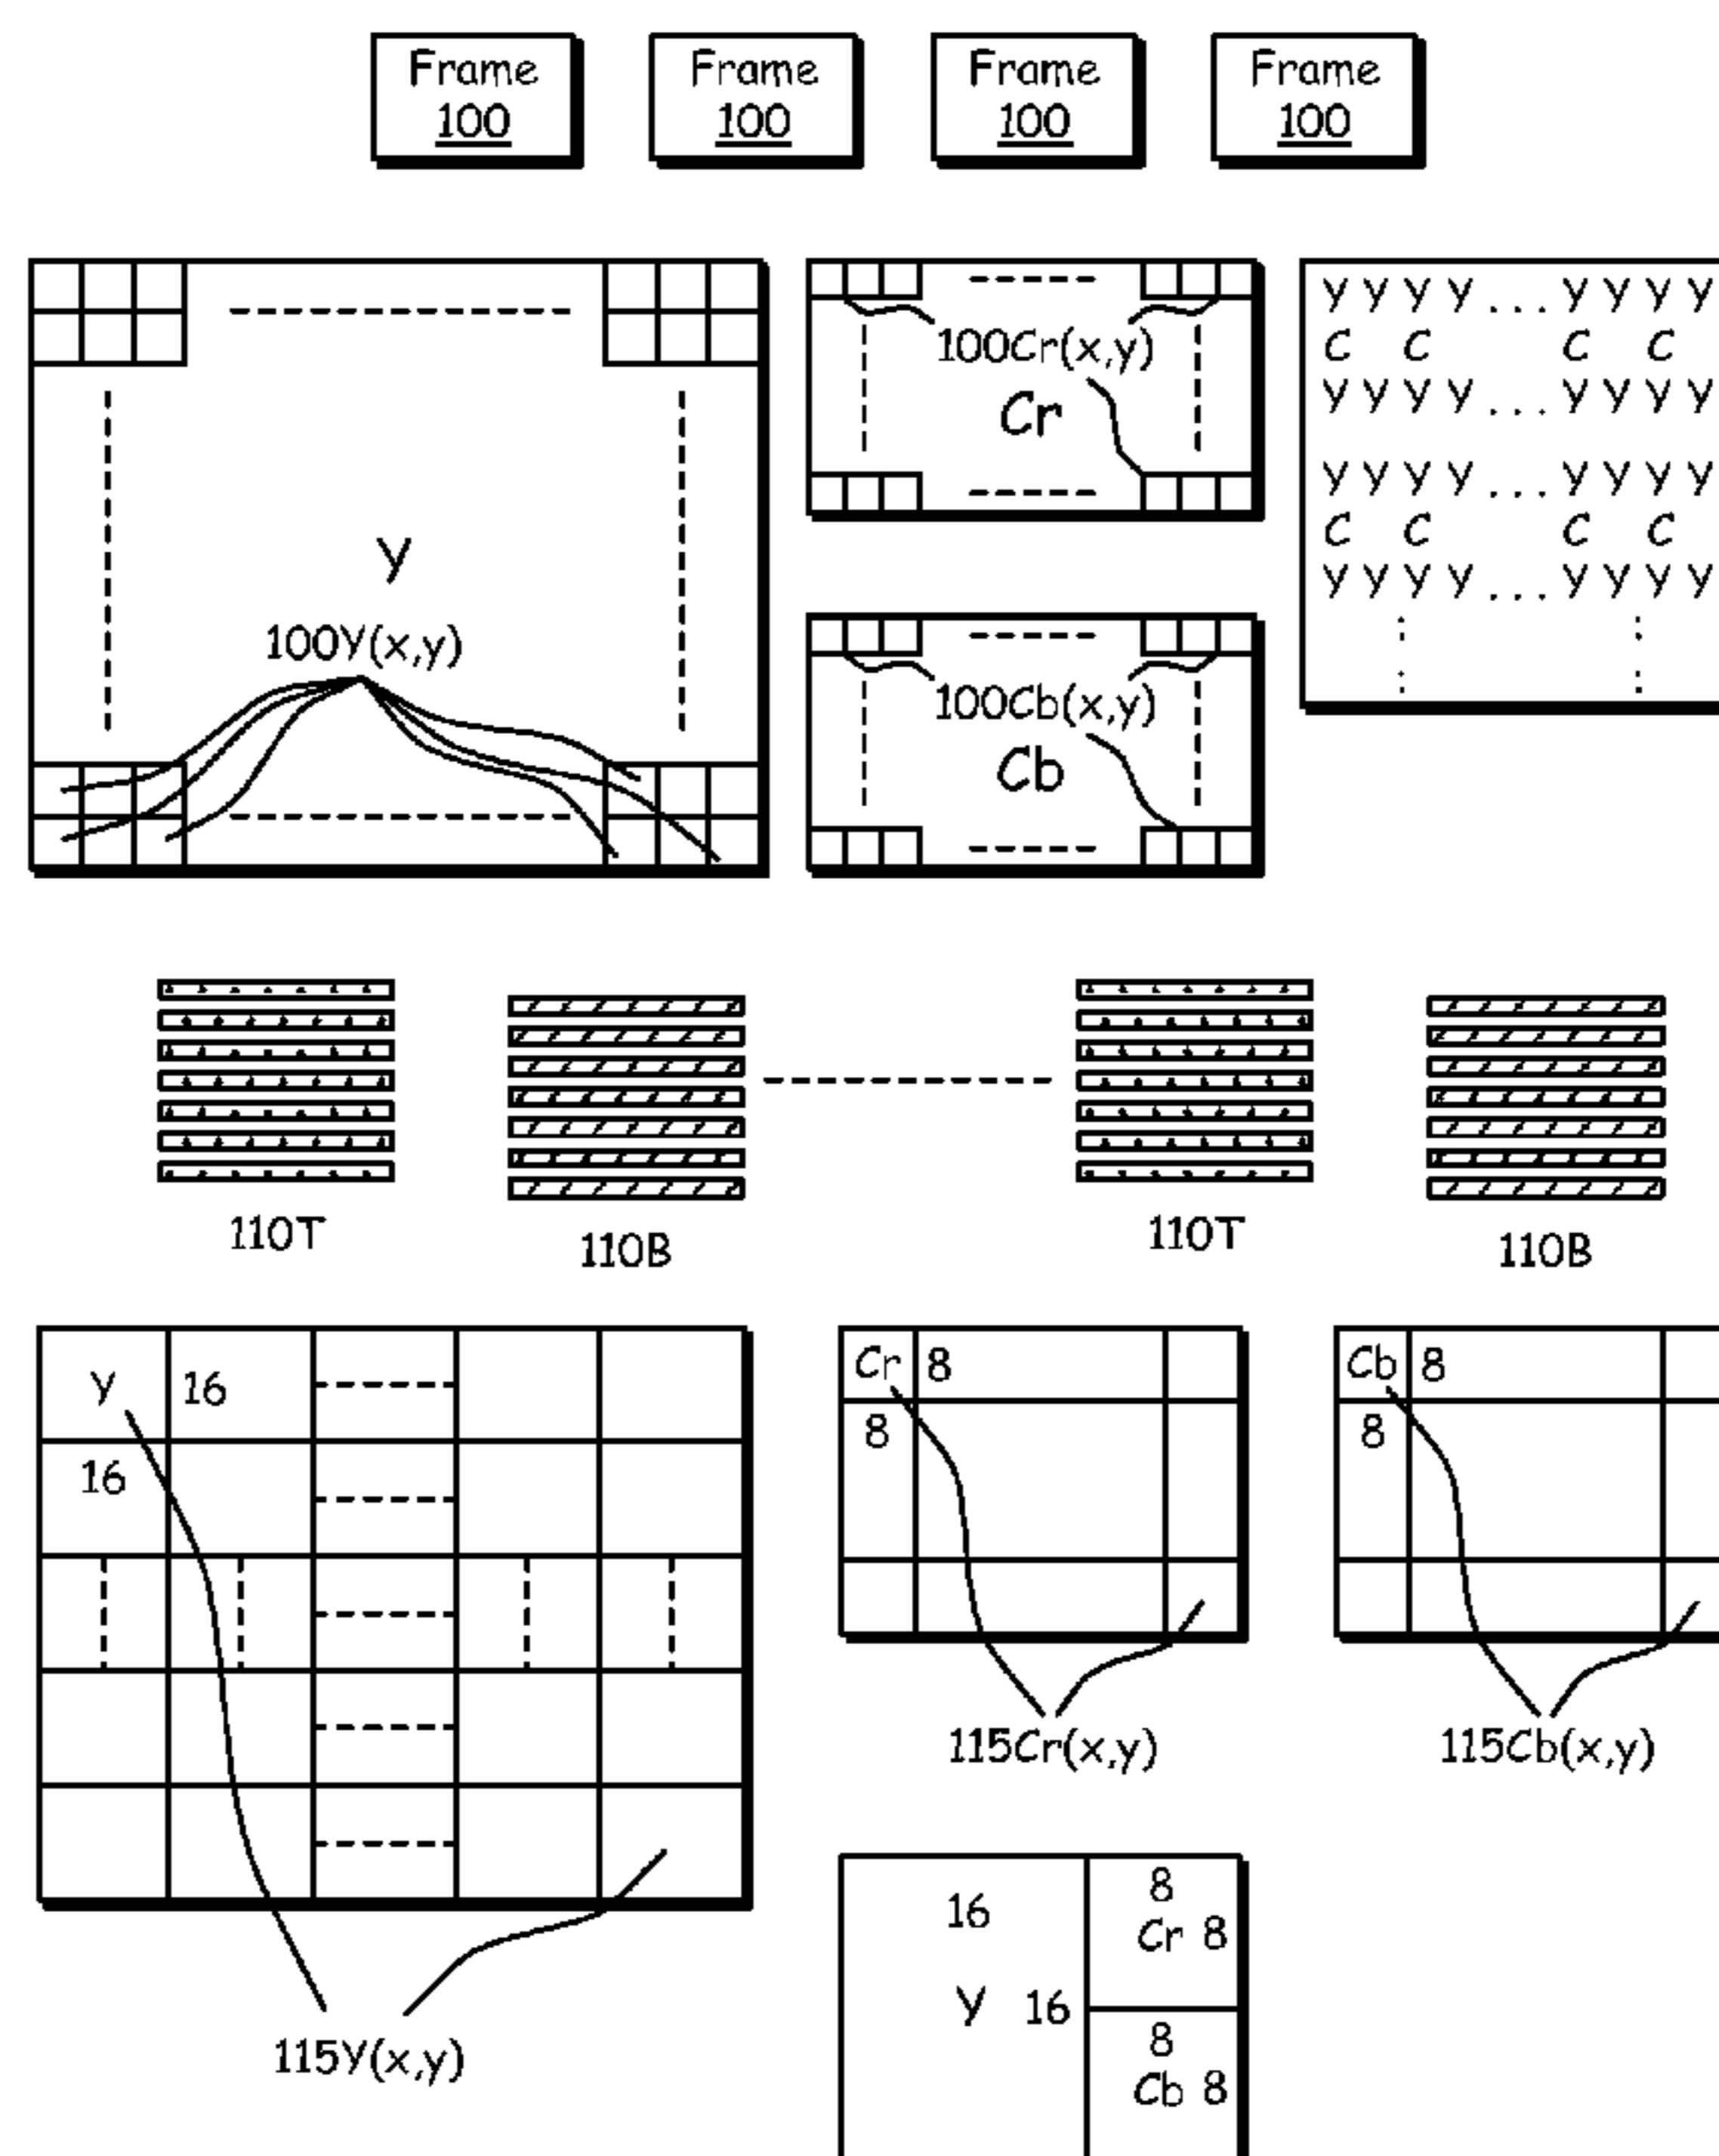 Frame Frame Frame Frame
100 100 100 100
Y
100Y(x,y)
100Cr(x,y)
Cr
100Cb(x,y)
Cb
Y Y Y Y . . . Y Y Y Y
C C C C
Y Y Y Y . . . Y Y Y Y
Y Y Y Y . . . Y Y Y Y
C C C C
Y Y Y Y . . . Y Y Y Y
110T 110B 110T 110B
Y 16
16
115Y(x,y)
Cr 8
8
115Cr(x,y)
Cb 8
8
115Cb(x,y)
16
Y 16
8
Cr 8
8
Cb 8